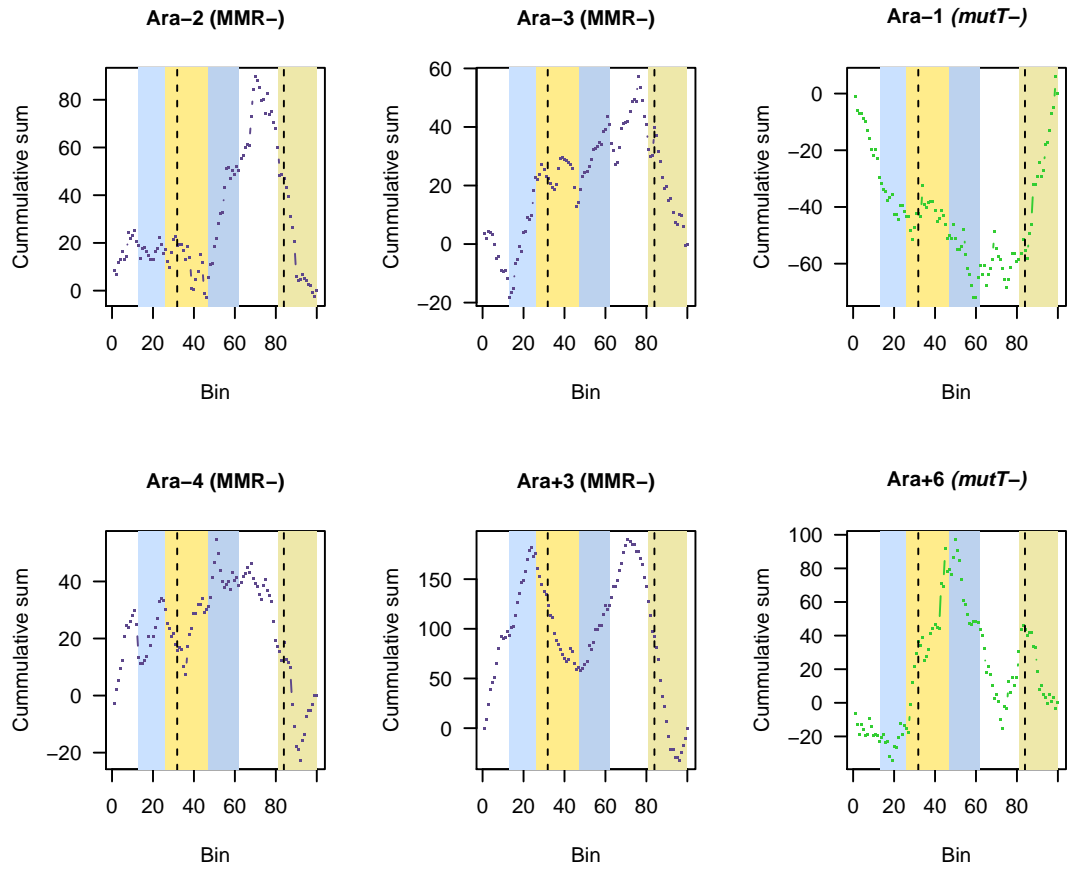 Ara−2 (MMR−)
Cummulative sum
80
60
40
20
0
0 20 40 60 80
Bin
Ara−3 (MMR−)
Cummulative sum
60
40
20
0
−20
0 20 40 60 80
Bin
Ara−1 (mutT−)
Cummulative sum
0
−20
−40
−60
0 20 40 60 80
Bin
Ara−4 (MMR−)
Cummulative sum
40
20
0
−20
0 20 40 60 80
Bin
Ara+3 (MMR−)
Cummulative sum
150
100
50
0
0 20 40 60 80
Bin
Ara+6 (mutT−)
Cummulative sum
100
80
60
40
20
0
−20
0 20 40 60 80
Bin